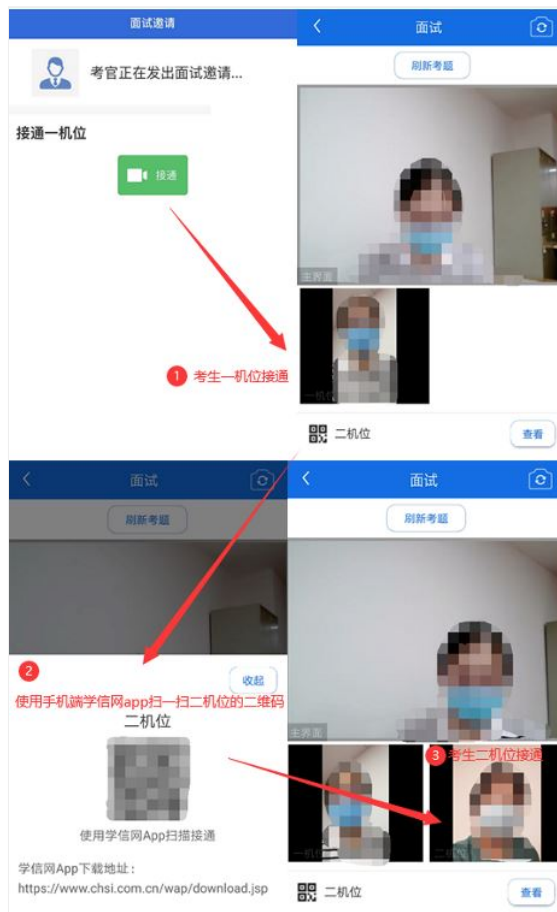 面试邀请
考官正在发出面试邀请...
接通一机位
接通
1 考生一机位接通
面试
刷新考题
主界面
一机位
二机位
查看
面试
刷新考题
2
收起
使用手机端学信网app扫一扫二机位的二维码
二机位
使用学信网App扫描接通
学信网App下载地址：
https://www.chsi.com.cn/wap/download.jsp
面试
刷新考题
主界面
3 考生二机位接通
一机位
二机位
二机位
查看